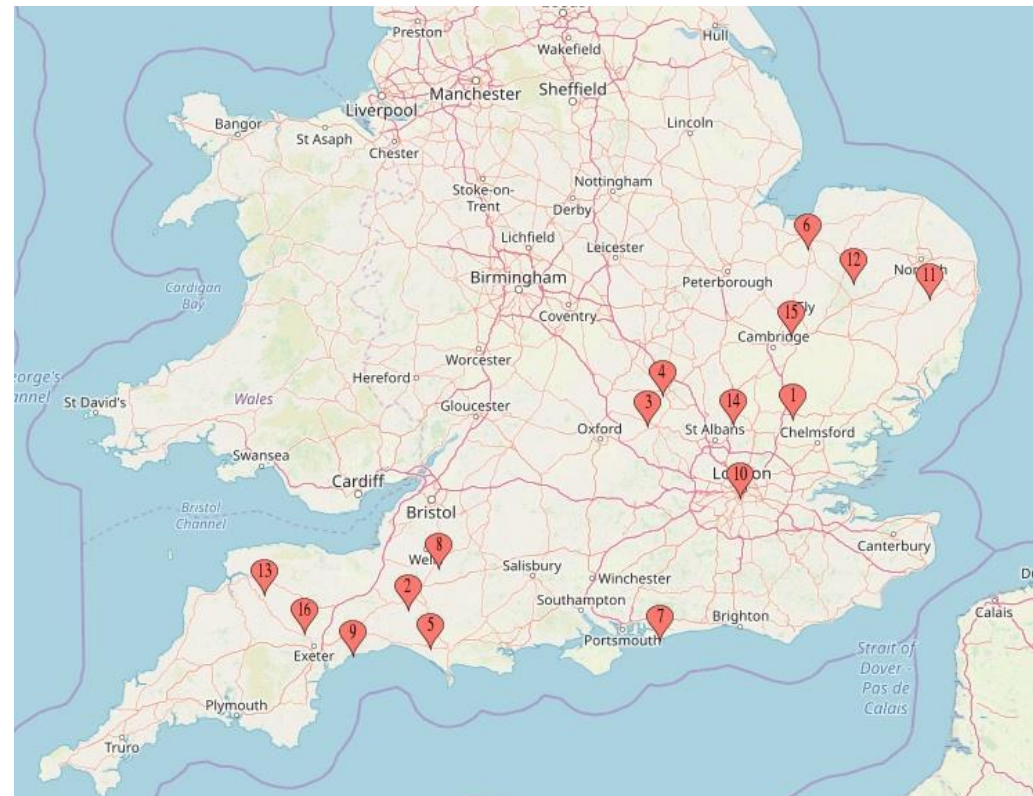 Preston
Wakefield
Hull
Liverpool
Manchester
Sheffield
Bangor
St Asaph
Chester
Lincoln
Stoke-on-
Trent
Nottingham
Derby
Lichfield
Leicester
6
12
11
Birmingham
Peterborough
Cardigan
Bay
Coventry
15
Cambridge
Worcester
Hereford
4
St David's
Wales
Gloucester
3
14
1
Oxford
St Albans
Chelmsford
Swansea
Cardiff
10
Bristol
Channel
Bristol
Canterbury
8
13
2
Salisbury
Winchester
Calais
16
9
5
Southampton
7
Brighton
Portsmouth
Exeter
Strait of
Dover -
Pas de
Calais
Plymouth
Truro